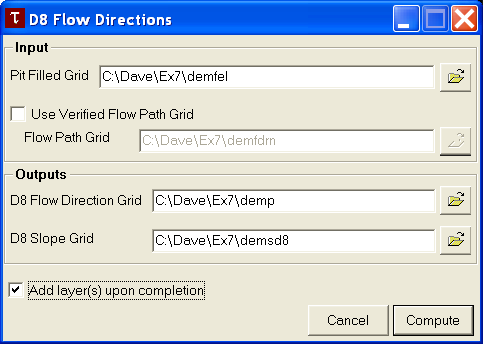 τ D8 Flow Directions
Input
Pit Filled Grid C:\Dave\Ex7\demfel
Use Verified Flow Path Grid
Flow Path Grid C:\Dave\Ex7\demfdrn
Outputs
D8 Flow Direction Grid C:\Dave\Ex7\demp
D8 Slope Grid C:\Dave\Ex7\demsd8
Add layer(s) upon completion
Cancel Compute